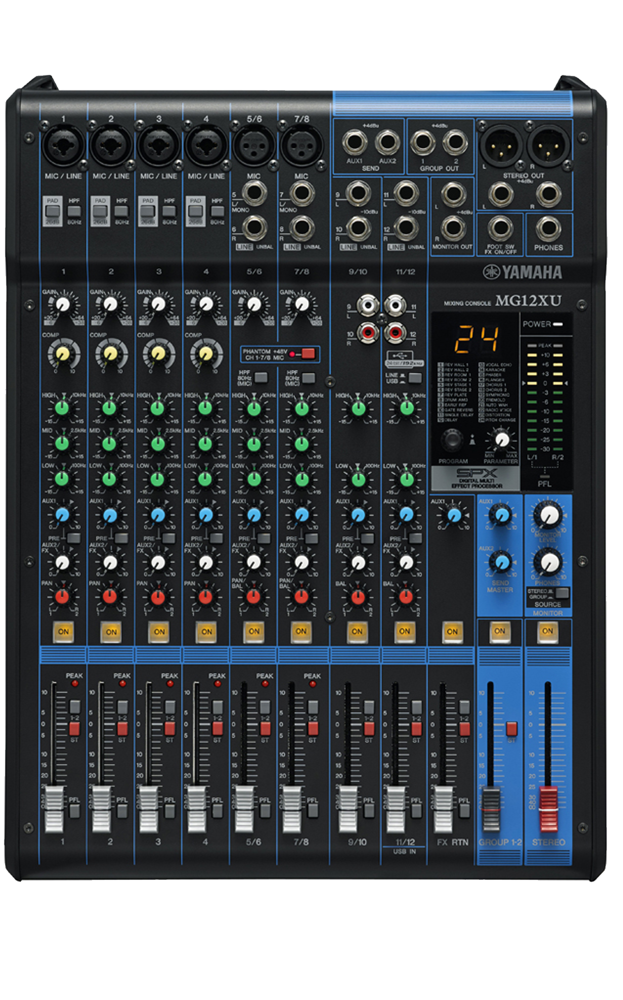 1 2 3 4 5/6 7/8
+4dBu +4dBu
AUX1 AUX2 1 2 L R
SEND GROUP OUT
MIC / LINE MIC / LINE MIC / LINE MIC / LINE MIC MIC
STEREO OUT
+4dBu
5 7 9 11
PAD HPF PAD HPF PAD HPF PAD HPF
L/ L/ L L L L R
MONO MONO
-10dBu -10dBu +4dBu
26dB 80Hz 26dB 80Hz 26dB 80Hz 26dB 80Hz
6 8 10 12
R R R R R
LINE UNBAL LINE UNBAL LINE UNBAL LINE UNBAL MONITOR OUT FOOT SW PHONES
FX ON/OFF
1 2 3 4 5/6 7/8 9/10 11/12
YAMAHA
GAIN GAIN GAIN GAIN GAIN GAIN
MIXING CONSOLE MG12XU
9 11
L L
+20 +64 +20 +64 +20 +64 +20 +64 +20 +64 +20 +64
POWER
10 12
R R
COMP COMP COMP COMP
24
PEAK
PHANTOM +48V
CH 1-7/8 MIC
0 10 0 10 0 10 0 10
24 BIT/192kHz
+10
+6
+3
0
-3
-6
-10
-15
-20
-25
-30
1 REV HALL 1
2 REV HALL 2
3 REV ROOM 1
4 REV ROOM 2
5 REV STAGE 1
6 REV STAGE 2
7 REV PLATE
8 DRUM AMB
9 EARLY REF
10 GATE REVERB
11 SINGLE DELAY
12 DELAY
13 VOCAL ECHO
14 KARAOKE
15 PHASER
16 FLANGER
17 CHORUS 1
18 CHORUS 2
19 SYMPHONIC
20 TREMOLO
21 AUTO WAH
22 RADIO VOICE
23 DISTORTION
24 PITCH CHANGE
HPF HPF
80Hz 80Hz
(MIC) (MIC)
LINE
USB
HIGH 10kHz HIGH 10kHz HIGH 10kHz HIGH 10kHz HIGH 10kHz HIGH 10kHz HIGH 10kHz HIGH 10kHz
-15 +15 -15 +15 -15 +15 -15 +15 -15 +15 -15 +15 -15 +15 -15 +15
MID 2.5kHz MID 2.5kHz MID 2.5kHz MID 2.5kHz MID 2.5kHz MID 2.5kHz
-15 +15 -15 +15 -15 +15 -15 +15 -15 +15 -15 +15
MIN MAX
PROGRAM PARAMETER
L/1 R/2
LOW 100Hz LOW 100Hz LOW 100Hz LOW 100Hz LOW 100Hz LOW 100Hz LOW 100Hz LOW 100Hz
-15 +15 -15 +15 -15 +15 -15 +15 -15 +15 -15 +15 -15 +15 -15 +15
SPX
DIGITAL MULTI
EFFECT PROCESSOR
PFL
AUX1 AUX1 AUX1 AUX1 AUX1 AUX1 AUX1 AUX1 AUX1 AUX1
0 10 0 10 0 10 0 10 0 10 0 10 0 10 0 10 0 10 0 10 0 10
MONITOR
LEVEL
PRE PRE PRE PRE PRE PRE PRE PRE
AUX2/ AUX2/ AUX2/ AUX2/ AUX2/ AUX2/ AUX2/ AUX2/ AUX2
FX FX FX FX FX FX FX FX
0 10 0 10 0 10 0 10 0 10 0 10 0 10 0 10 0 10 0 10
SEND
MASTER
PHONES
PAN PAN PAN PAN PAN/ PAN/ BAL BAL
BAL BAL
STEREO
GROUP
SOURCE
MONITOR
ON ON ON ON ON ON ON ON ON ON ON
PEAK PEAK PEAK PEAK PEAK PEAK
10 10 10 10 10 10 10 10 10 10 10
5 5 5 5 5 5 5 5 5 5 5
1-2 1-2 1-2 1-2 1-2 1-2 1-2 1-2 1-2
0 0 0 0 0 0 0 0 0 0 0
5 5 5 5 5 5 5 5 5 5 5
ST ST ST ST ST ST ST ST ST ST
10 10 10 10 10 10 10 10 10 10 10
15 15 15 15 15 15 15 15 15 15 15
20 20 20 20 20 20 20 20 20 20 20
25
30
PFL PFL PFL PFL PFL PFL PFL PFL PFL
1 2 3 4 5/6 7/8 9/10 11/12 FX RTN GROUP 1-2 STEREO
USB IN